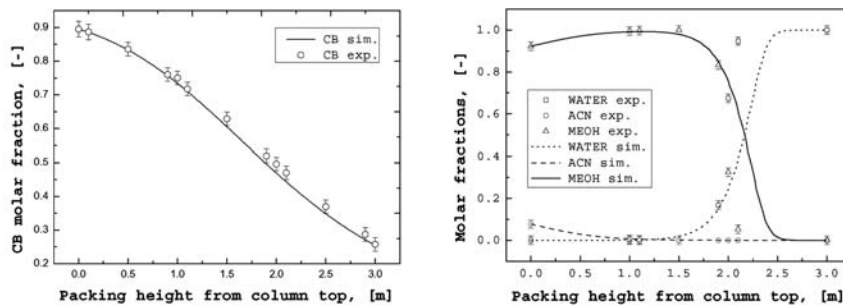 0.9
0.8
0.7
0.6
0.5
0.4
0.3
0.2
CB molar fraction, [-]
CB sim.
CB exp.
0.0 0.5 1.0 1.5 2.0 2.5 3.0
Packing height from column top, [m]
1.0
0.8
0.6
0.4
0.2
0.0
Molar fractions, [-]
WATER exp.
ACN exp.
MEOH exp.
WATER sim.
ACN sim.
MEOH sim.
0.0 0.5 1.0 1.5 2.0 2.5 3.0
Packing height from column top, [m]